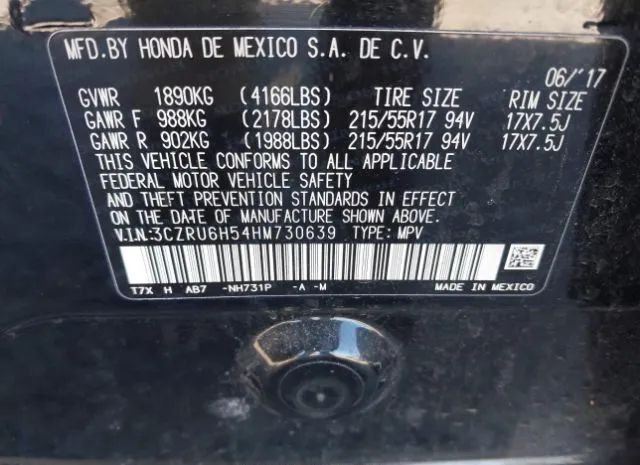 MFD.BY HONDA DE MEXICO S.A. DE C.V.
06/'17
GVWR 1890KG (4166LBS) TIRE SIZE RIM SIZE
GAWR F 988KG (2178LBS) 215/55R17 94V 17X7.5J
GAWR R 902KG (1988LBS) 215/55R17 94V 17X7.5J
THIS VEHICLE CONFORMS TO ALL APPLICABLE
FEDERAL MOTOR VEHICLE SAFETY
AND THEFT PREVENTION STANDARDS IN EFFECT
ON THE DATE OF MANUFACTURE SHOWN ABOVE.
V.I.N.:3CZRU6H54HM730639 TYPE: MPV
T7X H AB7 -NH731P -A -M
MADE IN MEXICO